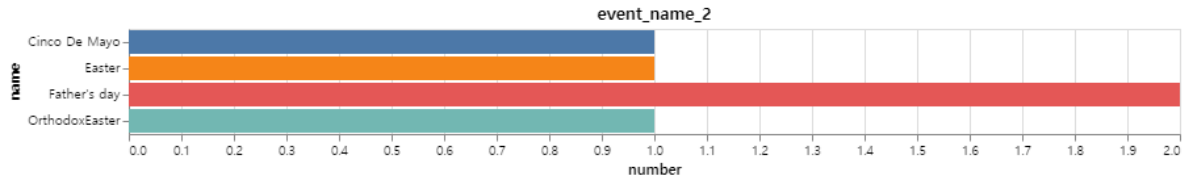 event_name_2
name
Cinco De Mayo
Easter
Father's day
OrthodoxEaster
0.0 0.1 0.2 0.3 0.4 0.5 0.6 0.7 0.8 0.9 1.0 1.1 1.2 1.3 1.4 1.5 1.6 1.7 1.8 1.9 2.0
number